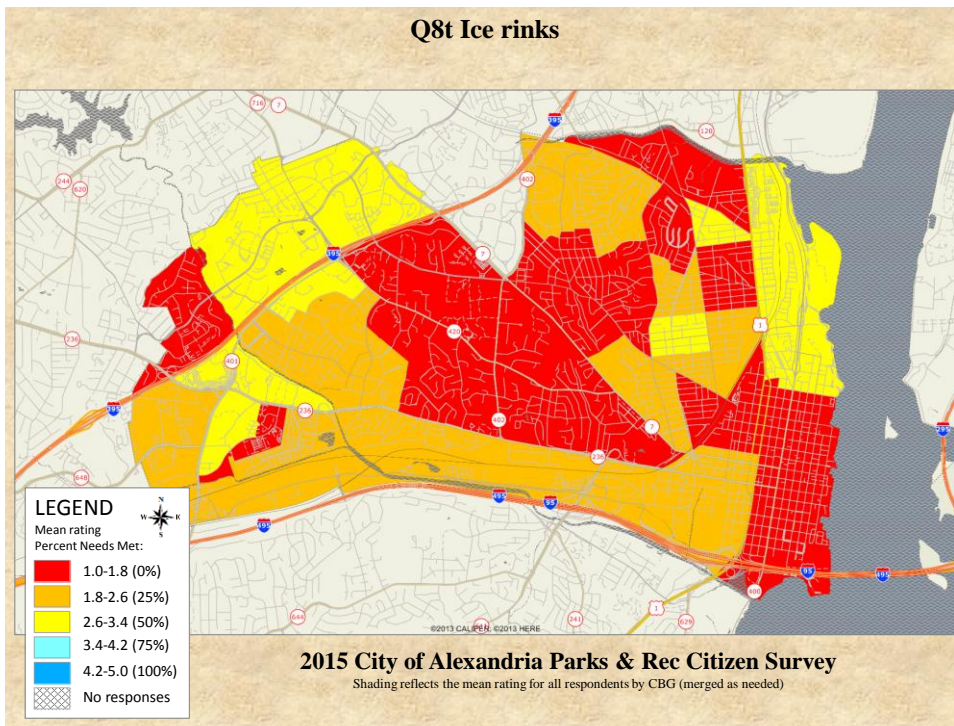 Q8t Ice rinks
395
716
7
120
402
244
620
7
395
236
420
1
401
395
236
402
7
236
295
648
495
95
495
95
495
400
1
644
241
629
LEGEND
Mean rating
Percent Needs Met:
N
W
E
S
1.0-1.8 (0%)
1.8-2.6 (25%)
2.6-3.4 (50%)
3.4-4.2 (75%)
4.2-5.0 (100%)
No responses
©2013 CALIPER, ©2013 HERE
2015 City of Alexandria Parks & Rec Citizen Survey
Shading reflects the mean rating for all respondents by CBG (merged as needed)